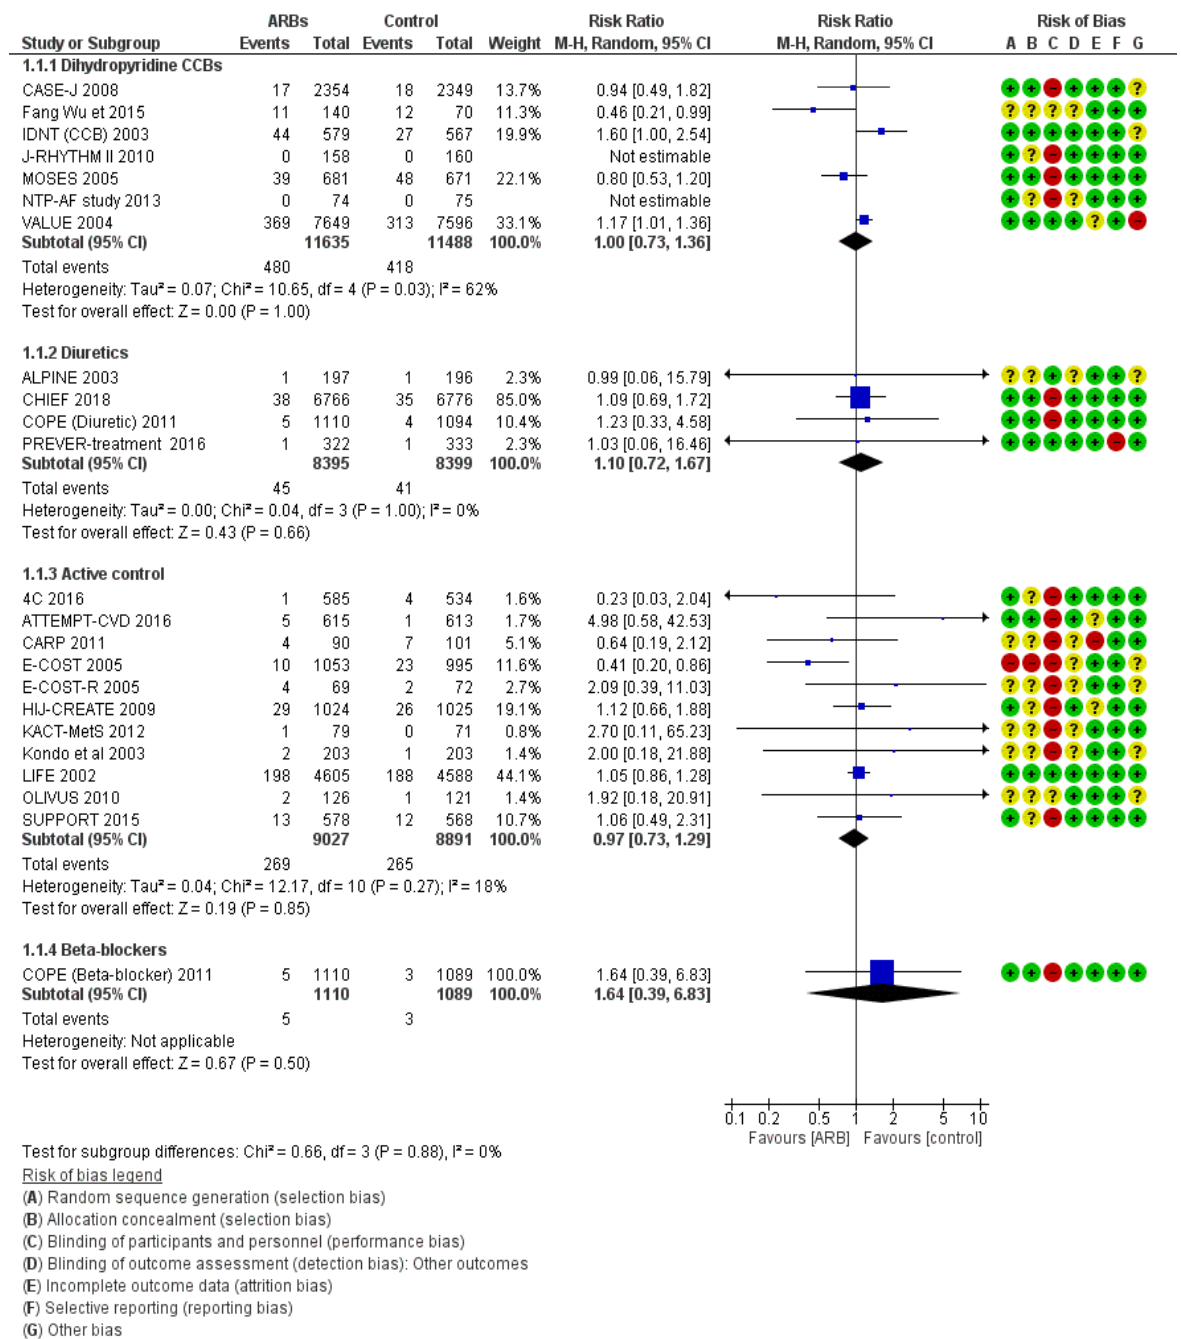 ARBs Control Risk Ratio Risk Ratio Risk of Bias
Study or Subgroup Events Total Events Total Weight M-H, Random, 95% CI M-H, Random, 95% CI A B C D E F G
1.1.1 Dihydropyridine CCBs
CASE-J 2008 17 2354 18 2349 13.7% 0.94 [0.49, 1.82] + + - + + + ?
Fang Wu et 2015 11 140 12 70 11.3% 0.46 [0.21, 0.99] ? ? ? ? + + +
IDNT (CCB) 2003 44 579 27 567 19.9% 1.60 [1.00, 2.54] + + + + + + ?
J-RHYTHM II 2010 0 158 0 160 Not estimable + ? - + + + +
MOSES 2005 39 681 48 671 22.1% 0.80 [0.53, 1.20] + + - + + + +
NTP-AF study 2013 0 74 0 75 Not estimable + ? - ? + + +
VALUE 2004 369 7649 313 7596 33.1% 1.17 [1.01, 1.36] + + + + ? + -
Subtotal (95% CI) 11635 11488 100.0% 1.00 [0.73, 1.36]
Total events 480 418
Heterogeneity: Tau² = 0.07; Chi² = 10.65, df = 4 (P = 0.03); I² = 62%
Test for overall effect: Z = 0.00 (P = 1.00)
1.1.2 Diuretics
ALPINE 2003 1 197 1 196 2.3% 0.99 [0.06, 15.79] ? ? + ? + + ?
CHIEF 2018 38 6766 35 6776 85.0% 1.09 [0.69, 1.72] + + - + + + +
COPE (Diuretic) 2011 5 1110 4 1094 10.4% 1.23 [0.33, 4.58] + + - + + + +
PREVER-treatment 2016 1 322 1 333 2.3% 1.03 [0.06, 16.46] + + + + + - +
Subtotal (95% CI) 8395 8399 100.0% 1.10 [0.72, 1.67]
Total events 45 41
Heterogeneity: Tau² = 0.00; Chi² = 0.04, df = 3 (P = 1.00); I² = 0%
Test for overall effect: Z = 0.43 (P = 0.66)
1.1.3 Active control
4C 2016 1 585 4 534 1.6% 0.23 [0.03, 2.04] + ? - + + + +
ATTEMPT-CVD 2016 5 615 1 613 1.7% 4.98 [0.58, 42.53] + + - + ? + +
CARP 2011 4 90 7 101 5.1% 0.64 [0.19, 2.12] ? ? - ? - + +
E-COST 2005 10 1053 23 995 11.6% 0.41 [0.20, 0.86] - - - ? + + ?
E-COST-R 2005 4 69 2 72 2.7% 2.09 [0.39, 11.03] ? ? - ? + + ?
HIJ-CREATE 2009 29 1024 26 1025 19.1% 1.12 [0.66, 1.88] + + - + ? + +
KACT-MetS 2012 1 79 0 71 0.8% 2.70 [0.11, 65.23] ? ? - ? + + +
Kondo et al 2003 2 203 1 203 1.4% 2.00 [0.18, 21.88] ? ? - ? + + ?
LIFE 2002 198 4605 188 4588 44.1% 1.05 [0.86, 1.28] + + + + + + +
OLIVUS 2010 2 126 1 121 1.4% 1.92 [0.18, 20.91] ? ? ? + + + ?
SUPPORT 2015 13 578 12 568 10.7% 1.06 [0.49, 2.31] + ? - + + + +
Subtotal (95% CI) 9027 8891 100.0% 0.97 [0.73, 1.29]
Total events 269 265
Heterogeneity: Tau² = 0.04; Chi² = 12.17, df = 10 (P = 0.27); I² = 18%
Test for overall effect: Z = 0.19 (P = 0.85)
1.1.4 Beta-blockers
COPE (Beta-blocker) 2011 5 1110 3 1089 100.0% 1.64 [0.39, 6.83] + + - + + + +
Subtotal (95% CI) 1110 1089 100.0% 1.64 [0.39, 6.83]
Total events 5 3
Heterogeneity: Not applicable
Test for overall effect: Z = 0.67 (P = 0.50)
0.1 0.2 0.5 1 2 5 10
Favours [ARB] Favours [control]
Test for subgroup differences: Chi² = 0.66, df = 3 (P = 0.88), I² = 0%
Risk of bias legend
(A) Random sequence generation (selection bias)
(B) Allocation concealment (selection bias)
(C) Blinding of participants and personnel (performance bias)
(D) Blinding of outcome assessment (detection bias): Other outcomes
(E) Incomplete outcome data (attrition bias)
(F) Selective reporting (reporting bias)
(G) Other bias